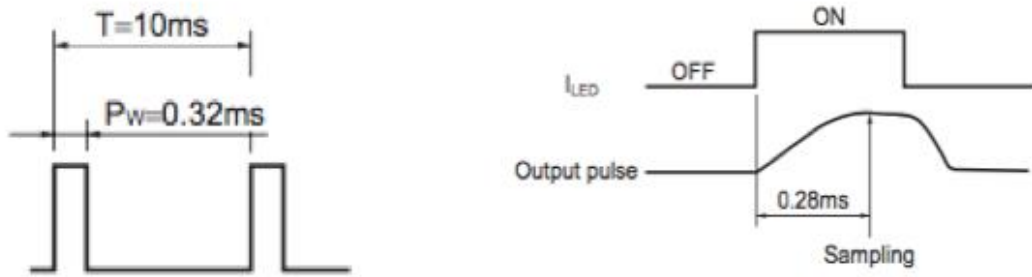 T=10ms
PW=0.32ms
ON
OFF
ILED
Output pulse
0.28ms
Sampling